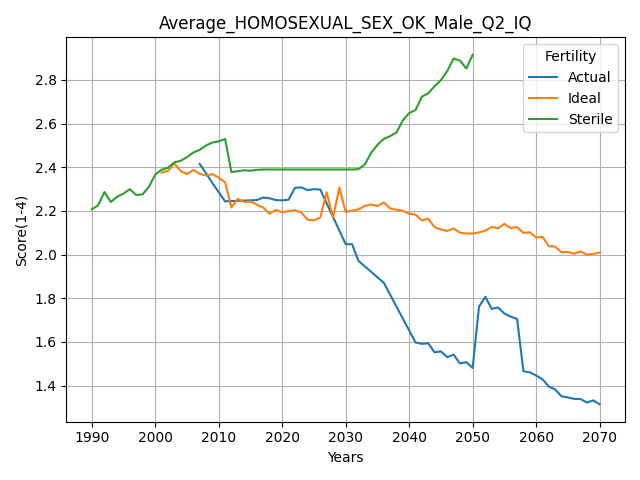 Average_HOMOSEXUAL_SEX_OK_Male_Q2_IQ
Fertility
Actual
Ideal
Sterile
Score(1-4)
2.8
2.6
2.4
2.2
2.0
1.8
1.6
1.4
1990 2000 2010 2020 2030 2040 2050 2060 2070
Years